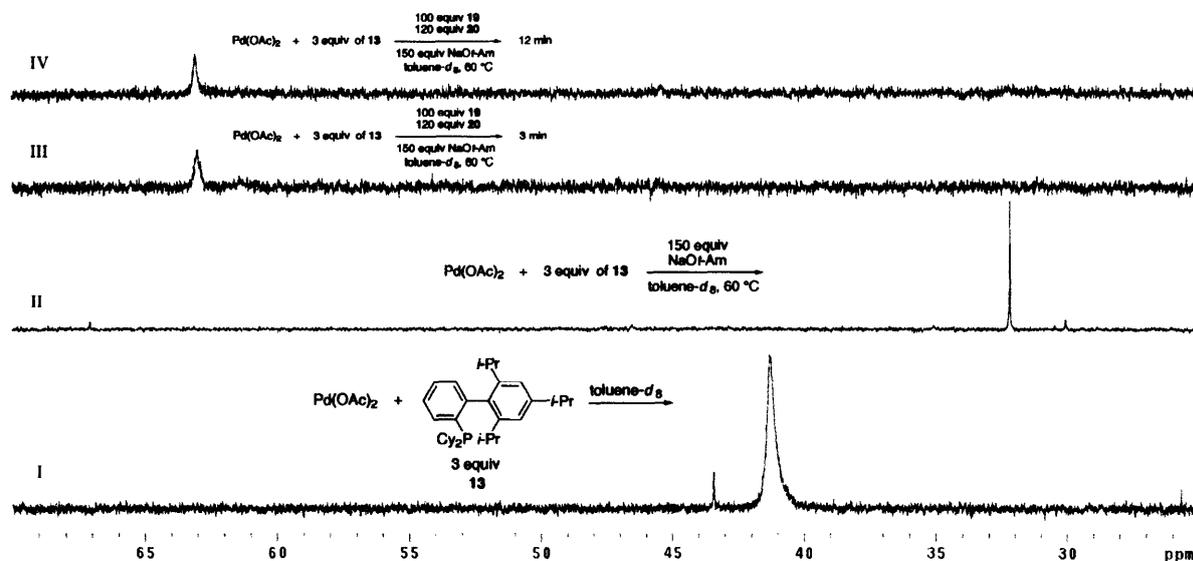 100 equiv 19
120 equiv 20
Pd(OAc)2 + 3 equiv of 13
12 min
150 equiv NaOt-Am
toluene-d8, 60 °C
IV
100 equiv 19
120 equiv 20
Pd(OAc)2 + 3 equiv of 13
3 min
150 equiv NaOt-Am
toluene-d8, 60 °C
III
150 equiv
NaOt-Am
Pd(OAc)2 + 3 equiv of 13
toluene-d8, 60 °C
II
i-Pr
toluene-d8
Pd(OAc)2 +
i-Pr
Cy2P i-Pr
3 equiv
13
I
65 60 55 50 45 40 35 30 ppm